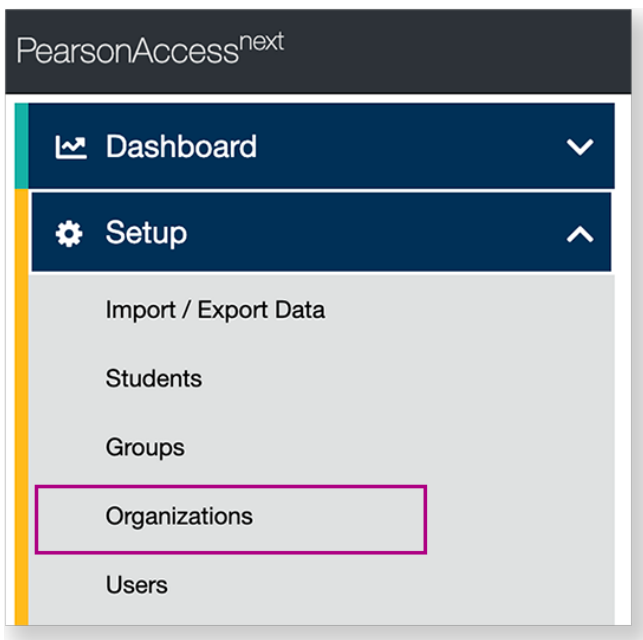 PearsonAccessnext
Dashboard
Setup
Import / Export Data
Students
Groups
Organizations
Users